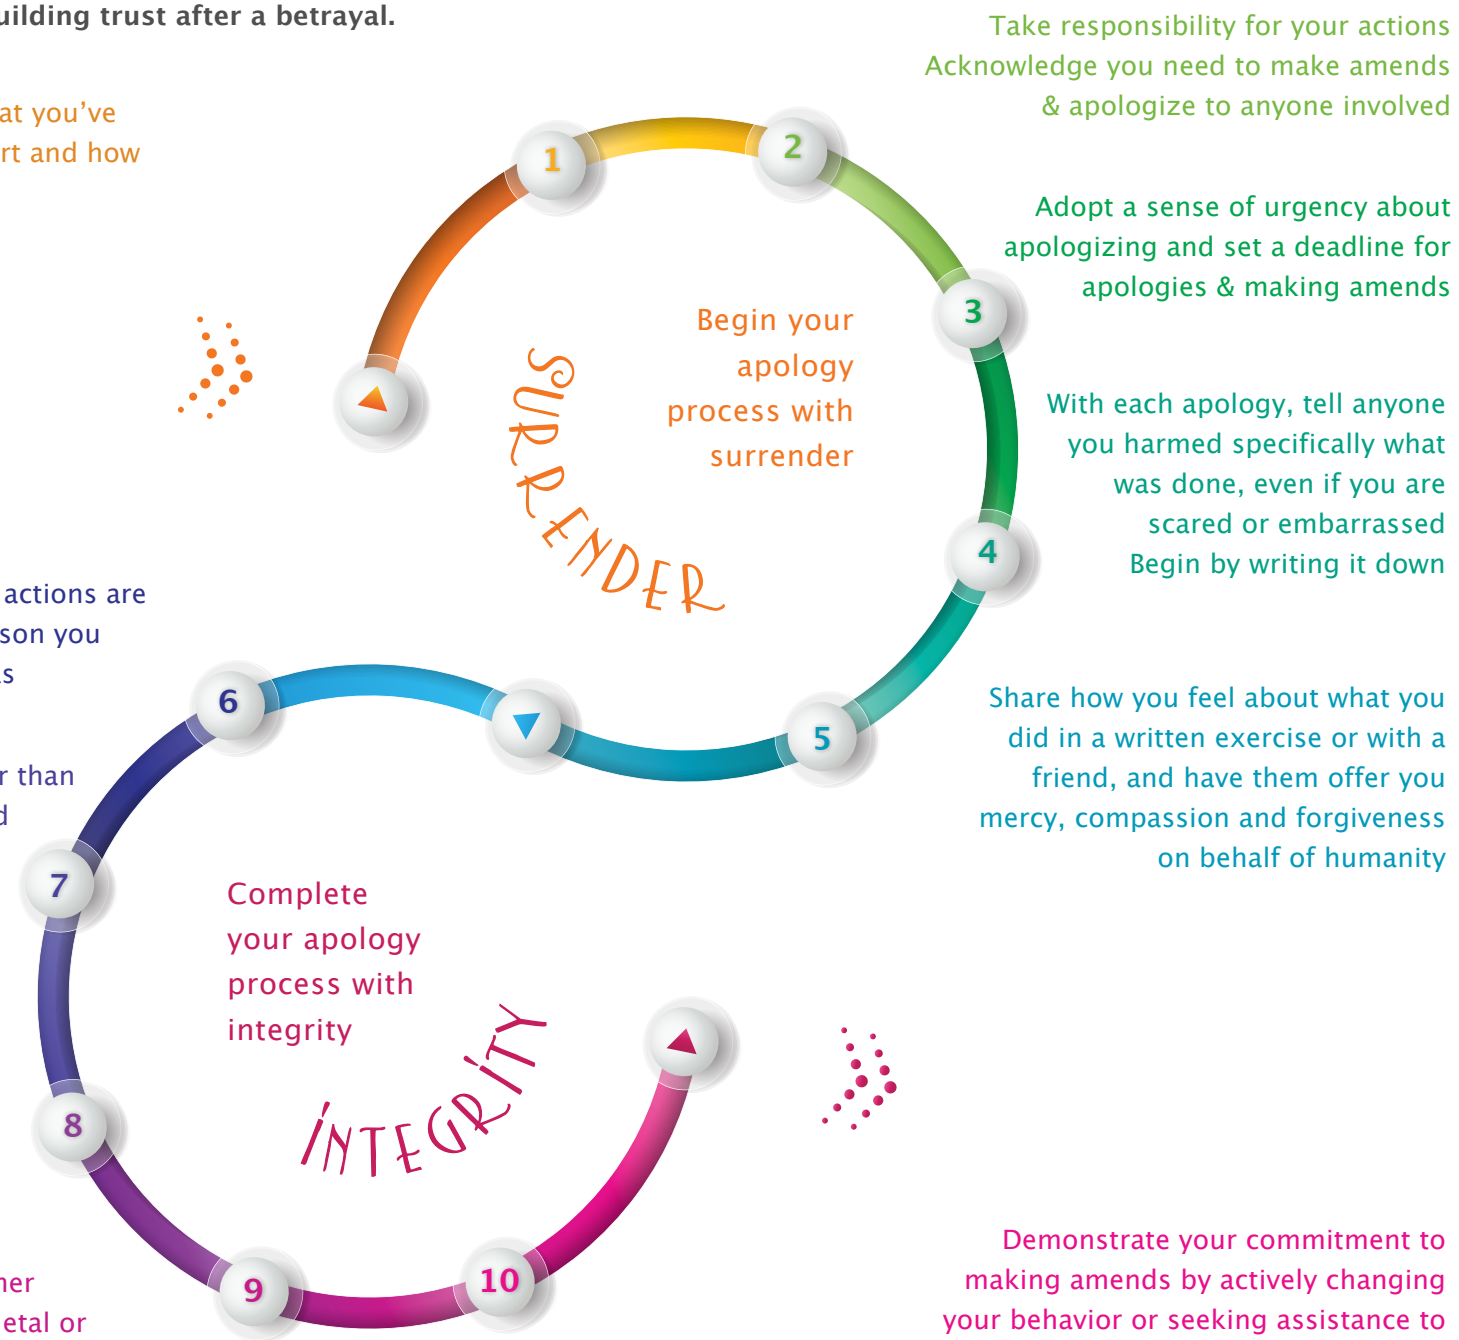 uilding trust after a betrayal.
at you've
rt and how
1
2
Take responsibility for your actions
Acknowledge you need to make amends
& apologize to anyone involved
3
Adopt a sense of urgency about
apologizing and set a deadline for
apologies & making amends
Begin your
apology
process with
surrender
SURRENDER
4
With each apology, tell anyone
you harmed specifically what
was done, even if you are
scared or embarrassed
Begin by writing it down
5
Share how you feel about what you
did in a written exercise or with a
friend, and have them offer you
mercy, compassion and forgiveness
on behalf of humanity
6
actions are
son you
s
7
r than
d
Complete
your apology
process with
integrity
INTEGRITY
8
9
ner
etal or
10
Demonstrate your commitment to
making amends by actively changing
your behavior or seeking assistance to